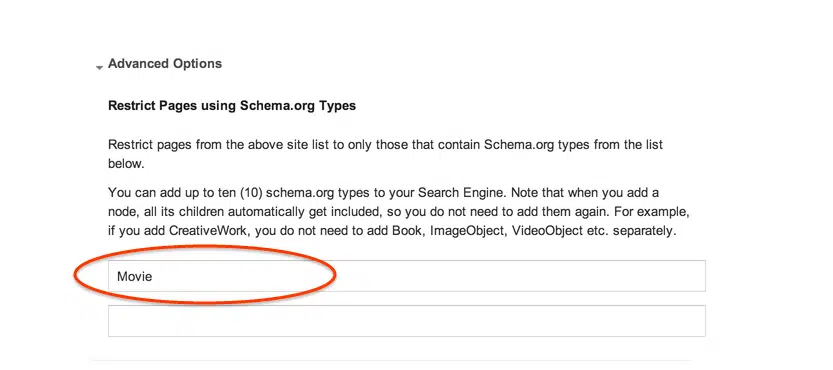 Advanced Options
Restrict Pages using Schema.org Types
Restrict pages from the above site list to only those that contain Schema.org types from the list
below.
You can add up to ten (10) schema.org types to your Search Engine. Note that when you add a
node, all its children automatically get included, so you do not need to add them again. For example,
if you add CreativeWork, you do not need to add Book, ImageObject, VideoObject etc. separately.
Movie